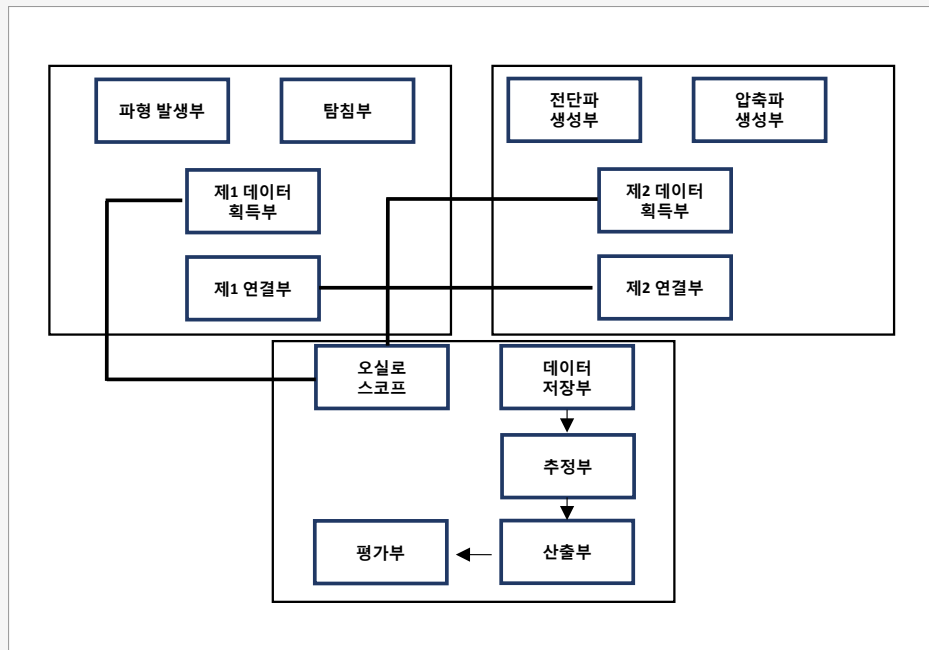 파형 발생부
탐침부
제1 데이터
획득부
제1 연결부
전단파
생성부
압축파
생성부
제2 데이터
획득부
제2 연결부
오실로
스코프
데이터
저장부
추정부
산출부
평가부